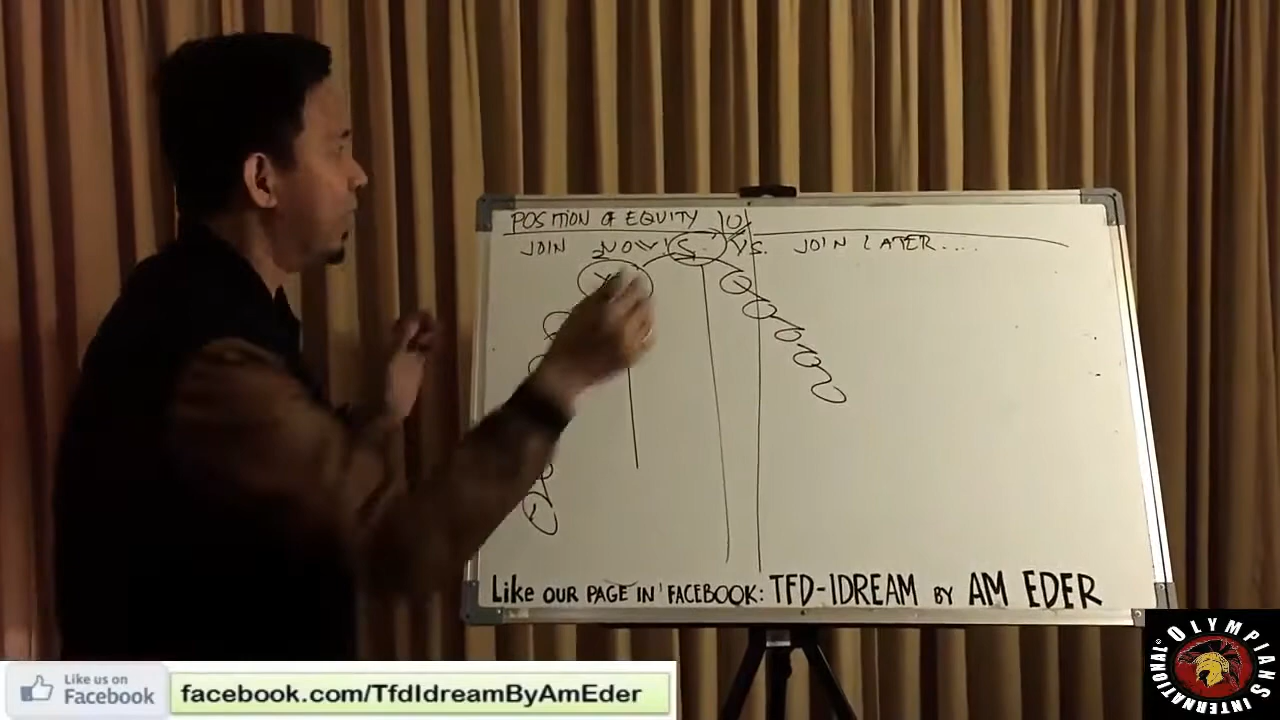 POSITION OF EQUITY
JOIN NOW! VS. JOIN LATER....
Like OUR PAGE IN FACEBOOK: TFD-IDREAM BY AM EDER
Like us on
Facebook
facebook.com/TfdIdreamByAmEder
OLYMPIANS INTERNATIONAL